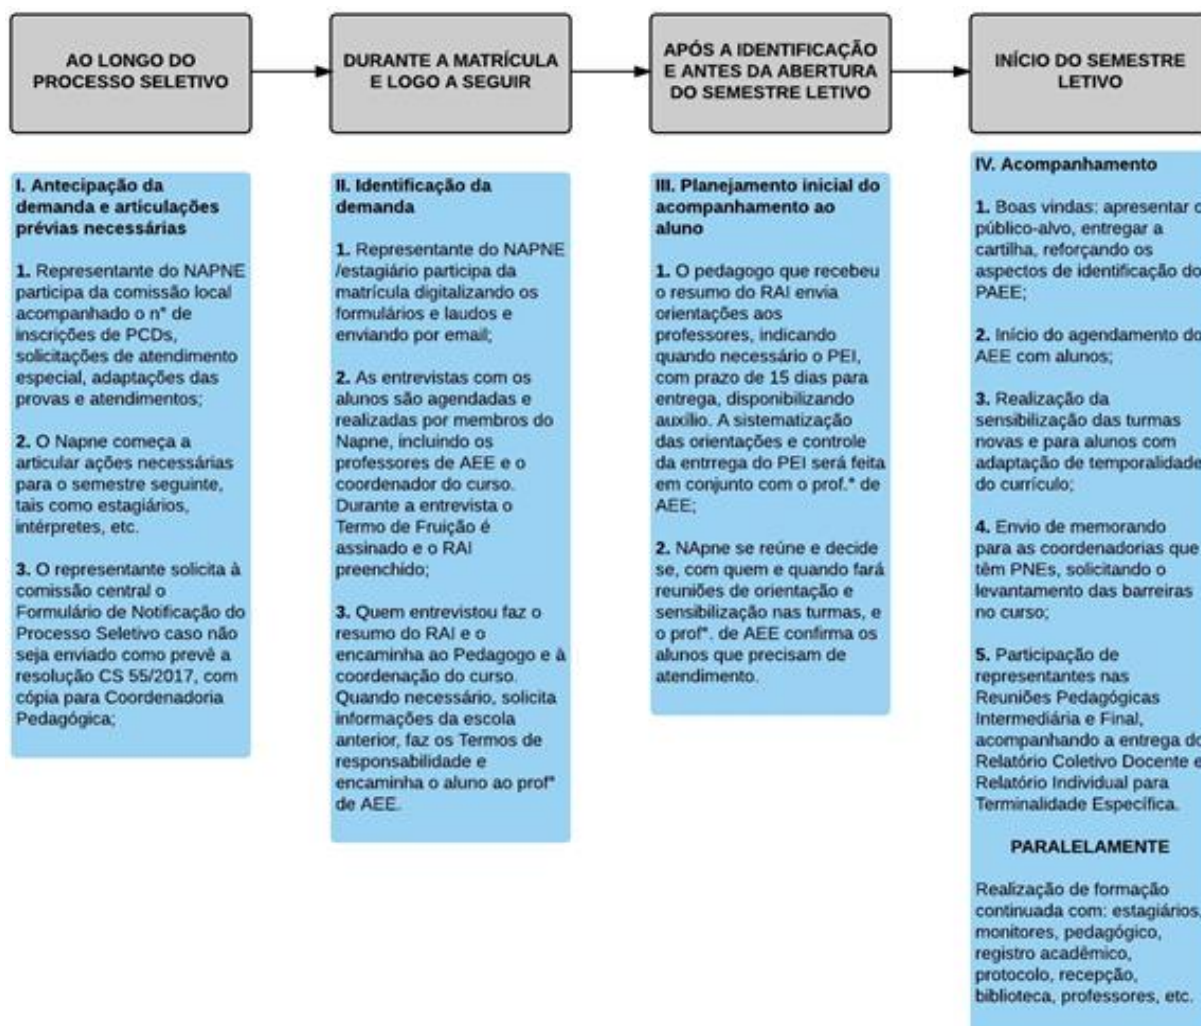 AO LONGO DO
PROCESSO SELETIVO
DURANTE A MATRÍCULA
E LOGO A SEGUIR
APÓS A IDENTIFICAÇÃO
E ANTES DA ABERTURA
DO SEMESTRE LETIVO
INÍCIO DO SEMESTRE
LETIVO
I. Antecipação da
demanda e articulações
prévias necessárias
1. Representante do NAPNE
participa da comissão local
acompanhado o n° de
inscrições de PCDs,
solicitações de atendimento
especial, adaptações das
provas e atendimentos;
2. O Napne começa a
articular ações necessárias
para o semestre seguinte,
tais como estagiários,
intérpretes, etc.
3. O representante solicita à
comissão central o
Formulário de Notificação do
Processo Seletivo caso não
seja enviado como prevê a
resolução CS 55/2017, com
cópia para Coordenadoria
Pedagógica;
II. Identificação da
demanda
1. Representante do NAPNE
/estagiário participa da
matrícula digitalizando os
formulários e laudos e
enviando por email;
2. As entrevistas com os
alunos são agendadas e
realizadas por membros do
Napne, incluindo os
professores de AEE e o
coordenador do curso.
Durante a entrevista o
Termo de Fruição é
assinado e o RAI
preenchido;
3. Quem entrevistou faz o
resumo do RAI e o
encaminha ao Pedagogo e à
coordenação do curso.
Quando necessário, solicita
informações da escola
anterior, faz os Termos de
responsabilidade e
encaminha o aluno ao prof°
de AEE.
III. Planejamento inicial do
acompanhamento ao
aluno
1. O pedagogo que recebeu
o resumo do RAI envia
orientações aos
professores, indicando
quando necessário o PEI,
com prazo de 15 dias para
entrega, disponibilizando
auxílio. A sistematização
das orientações e controle
da entrrega do PEI será feita
em conjunto com o prof.° de
AEE;
2. NApne se reúne e decide
se, com quem e quando fará
reuniões de orientação e
sensibilização nas turmas, e
o prof°. de AEE confirma os
alunos que precisam de
atendimento.
IV. Acompanhamento
1. Boas vindas: apresentar o
público-alvo, entregar a
cartilha, reforçando os
aspectos de identificação do
PAEE;
2. Início do agendamento do
AEE com alunos;
3. Realização da
sensibilização das turmas
novas e para alunos com
adaptação de temporalidade
do currículo;
4. Envio de memorando
para as coordenadorias que
têm PNEs, solicitando o
levantamento das barreiras
no curso;
5. Participação de
representantes nas
Reuniões Pedagógicas
Intermediária e Final,
acompanhando a entrega do
Relatório Coletivo Docente e
Relatório Individual para
Terminalidade Específica.
PARALELAMENTE
Realização de formação
continuada com: estagiários,
monitores, pedagógico,
registro acadêmico,
protocolo, recepção,
biblioteca, professores, etc.